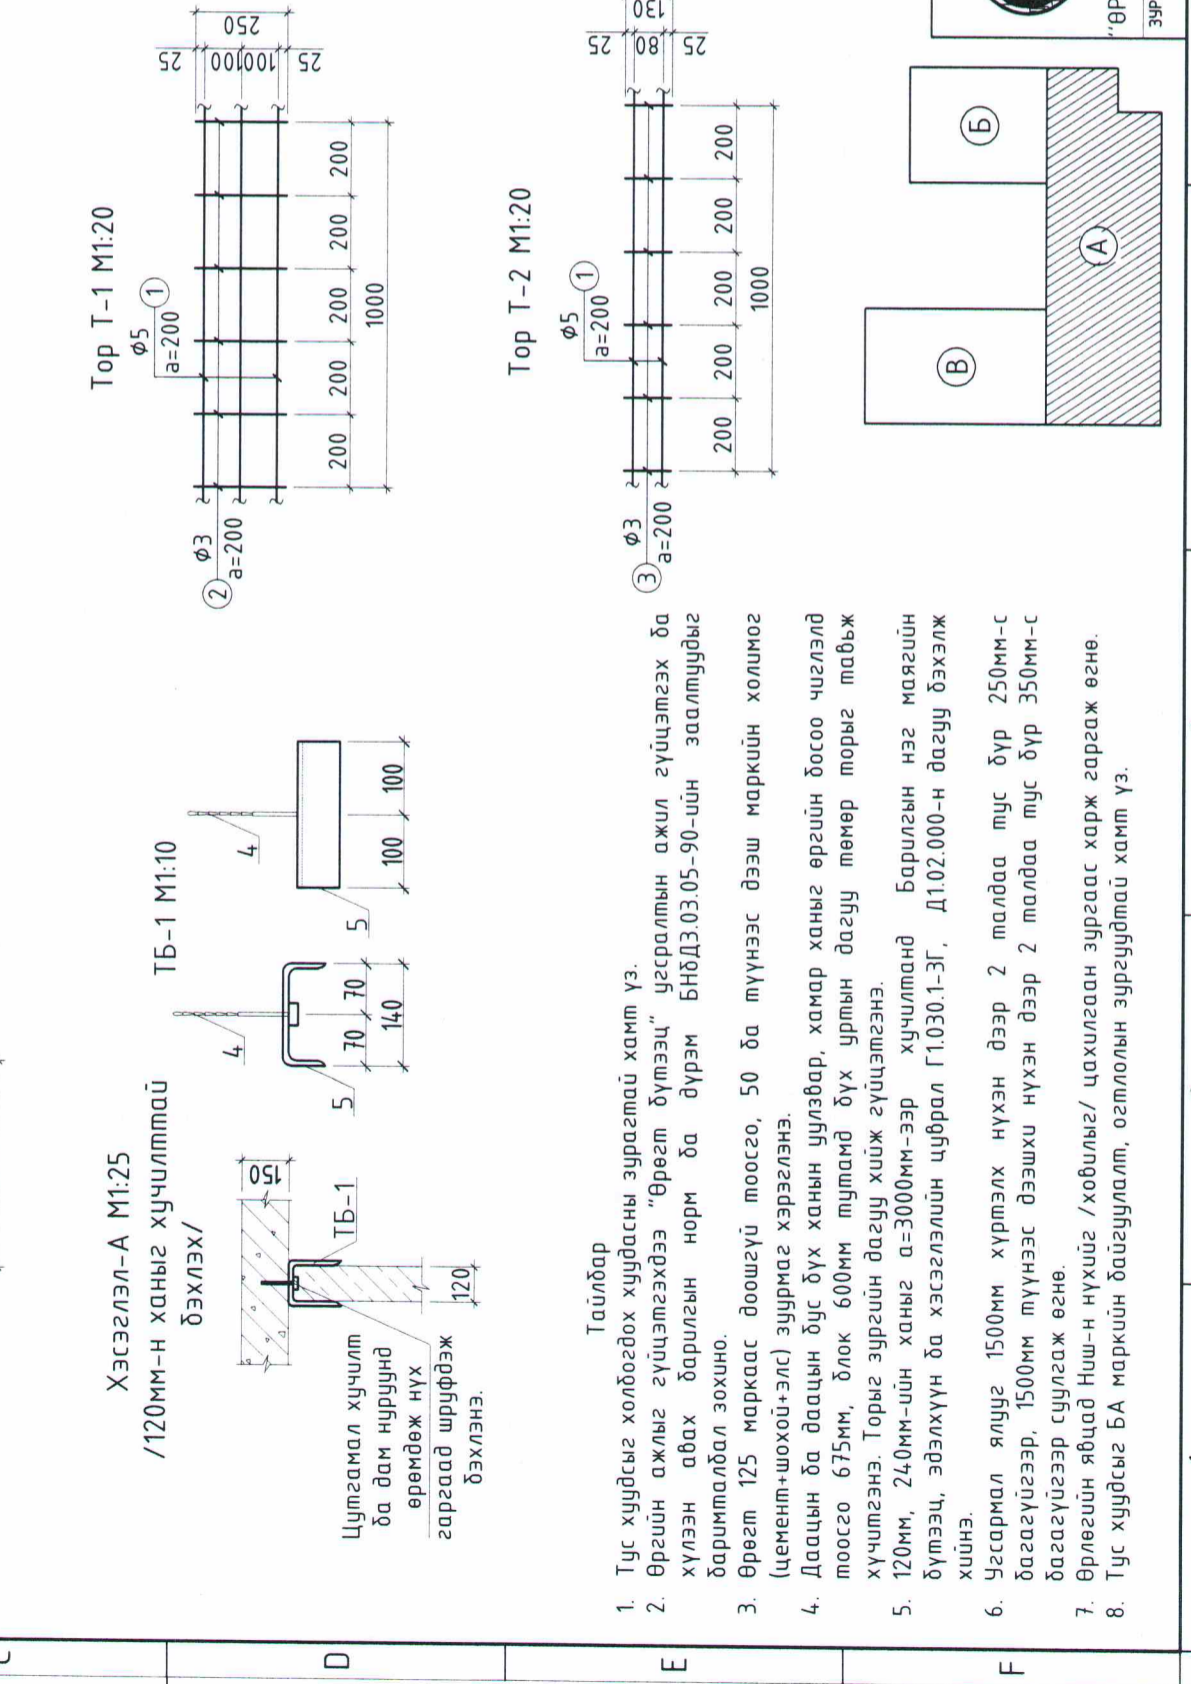 Хэсэглэл-А М1:25
/120мм-н ханыг хучилттай
бэхлэх/
150
ТБ-1
120
Цутгамал хучилт
ба дам нуруунд
өрөмдөж нүх
гаргаад шруфдэж
бэхлэнэ.
ТБ-1 М1:10
4
5
70 70
140
4
5
100 100
Тор Т-1 М1:20
ф5
а=200
1
2
ф3
а=200
200 200 200 200 200
1000
25
100
100
25
250
Тор Т-2 М1:20
ф5
а=200
1
3
ф3
а=200
200 200 200 200 200
1000
25
80
25
130
Тайлбар
1. Тус хуудсыг холбогдох хуудасны зурагтай хамт үз.
2. Өргийн ажлыг гүйцэтгэхдээ "Өрөгт бүтээц" угсралтын ажил гүйцэтгэх ба
хүлээн авах барилгын норм ба дүрэм БНбД3.03.05-90-ийн заалтуудыг
баримталбал зохино.
3. Өрөгт 125 маркаас доошгүй тоосго, 50 ба түүнээс дээш маркийн холимог
(цемент+шохой+элс) зуурмаг хэрэглэнэ.
4. Даацын ба даацын бус бүх ханын уулзвар, хамар ханыг өргийн босоо чиглэлд
тоосго 675мм, блок 600мм тутамд бүх уртын дагуу төмөр торыг тавьж
хүчитгэнэ. Торыг зургийн дагуу хийж гүйцэтгэнэ.
5. 120мм, 240мм-ийн ханыг а=3000мм-ээр хучилтанд Барилгын нэг маягийн
бүтээц, эдэлхүүн ба хэсэглэлийн цуврал Г1.030.1-3Г, Д1.02.000-н дагуу бэхэлж
хийнэ.
6. Угсармал ялууг 1500мм хүртэлх нүхэн дээр 2 талдаа тус бүр 250мм-с
багагүйгээр, 1500мм түүнээс дээшхи нүхэн дээр 2 талдаа тус бүр 350мм-с
багагүйгээр суулгаж өгнө.
7. Өрлөгийн явцад Ниш-н нүхийг /ховилыг/ цахилгаан зургаас харж гаргаж өгнө.
8. Тус хуудсыг БА маркийн байгуулалт, огтлолын зургуудтай хамт үз.
В
Б
А
"ӨР
ЗУР
D
E
F